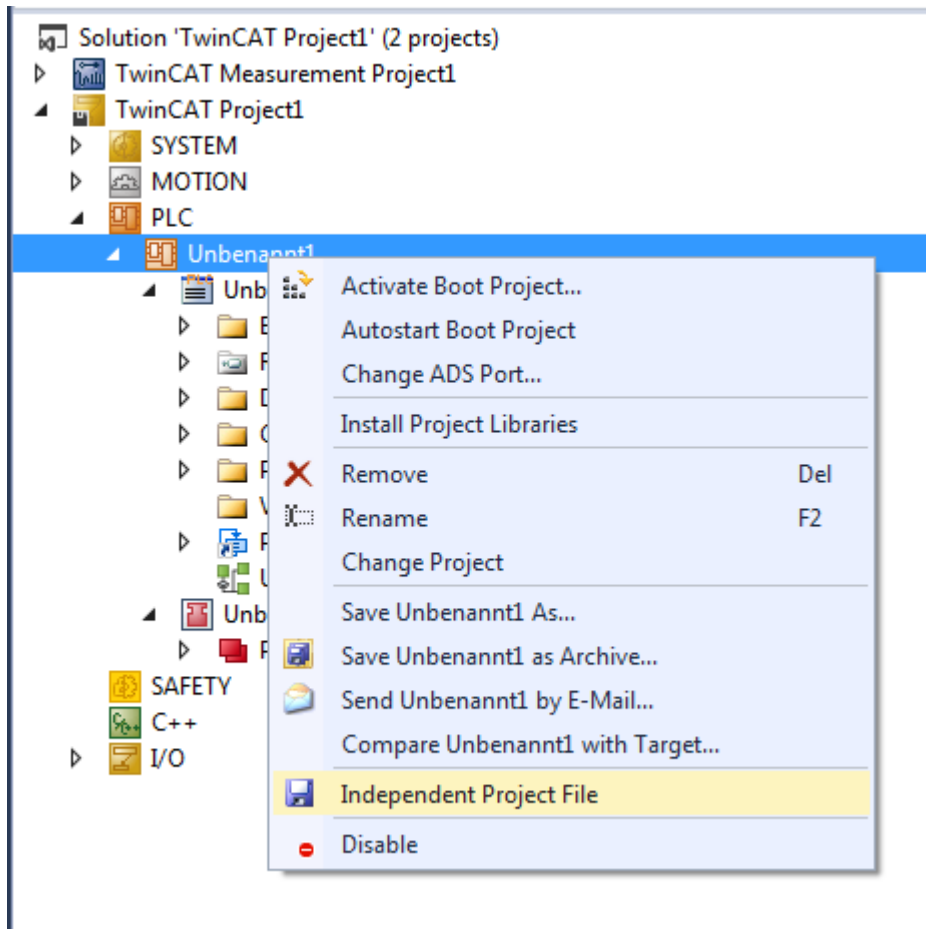 Solution 'TwinCAT Project1' (2 projects)
TwinCAT Measurement Project1
TwinCAT Project1
SYSTEM
MOTION
PLC
Unbenannt1
Unb
Unb
SAFETY
C++
I/O
Activate Boot Project...
Autostart Boot Project
Change ADS Port...
Install Project Libraries
Remove Del
Rename F2
Change Project
Save Unbenannt1 As...
Save Unbenannt1 as Archive...
Send Unbenannt1 by E-Mail...
Compare Unbenannt1 with Target...
Independent Project File
Disable